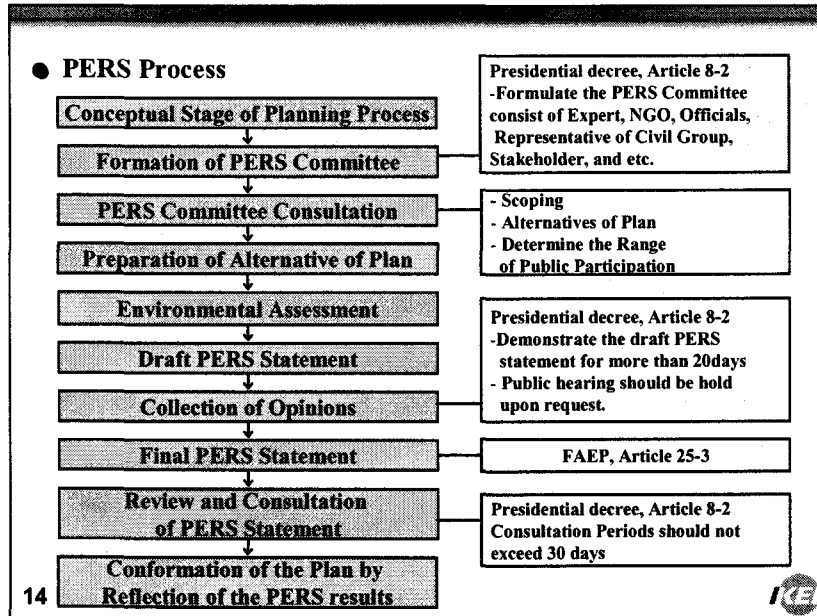 ● PERS Process
Conceptual Stage of Planning Process
Formation of PERS Committee
PERS Committee Consultation
Preparation of Alternative of Plan
Environmental Assessment
Draft PERS Statement
Collection of Opinions
Final PERS Statement
Review and Consultation
of PERS Statement
Conformation of the Plan by
Reflection of the PERS results
Presidential decree, Article 8-2
-Formulate the PERS Committee
consist of Expert, NGO, Officials,
Representative of Civil Group,
Stakeholder, and etc.
- Scoping
- Alternatives of Plan
- Determine the Range
of Public Participation
Presidential decree, Article 8-2
-Demonstrate the draft PERS
statement for more than 20days
- Public hearing should be hold
upon request.
FAEP, Article 25-3
Presidential decree, Article 8-2
Consultation Periods should not
exceed 30 days
14